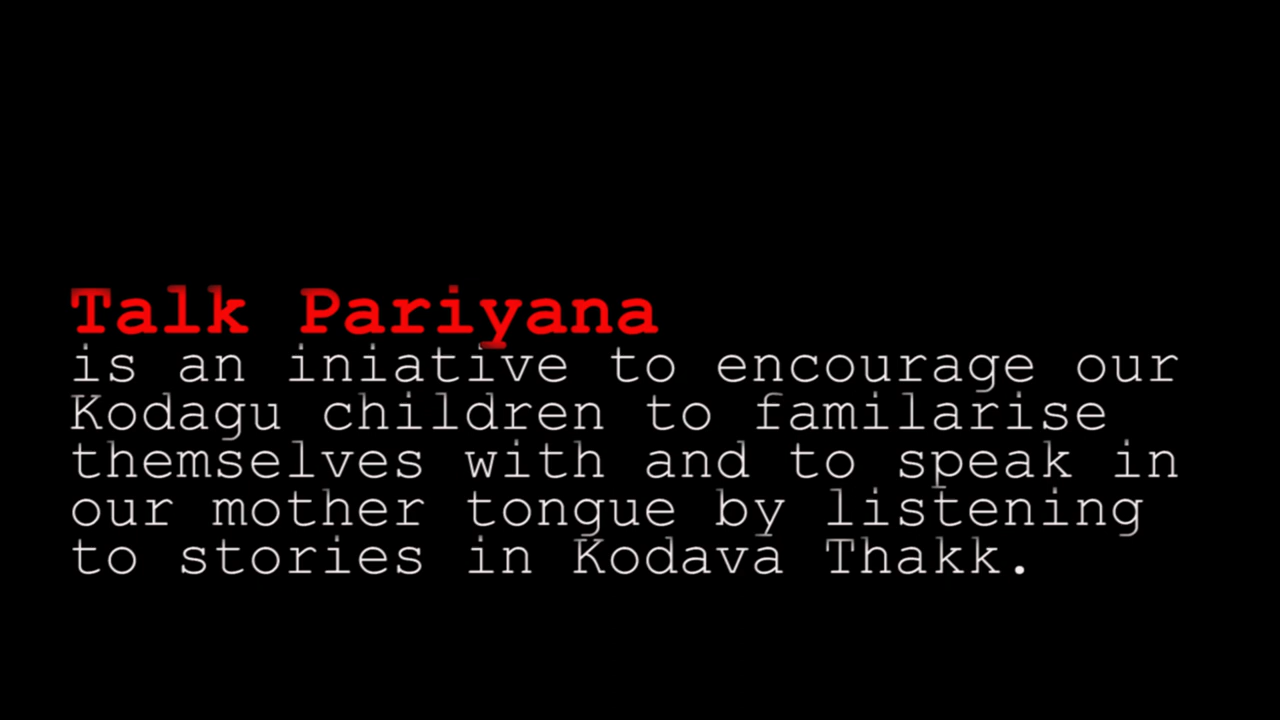 Talk Pariyana
is an iniative to encourage our
Kodagu children to familarise
themselves with and to speak in
our mother tongue by listening
to stories in Kodava Thakk.